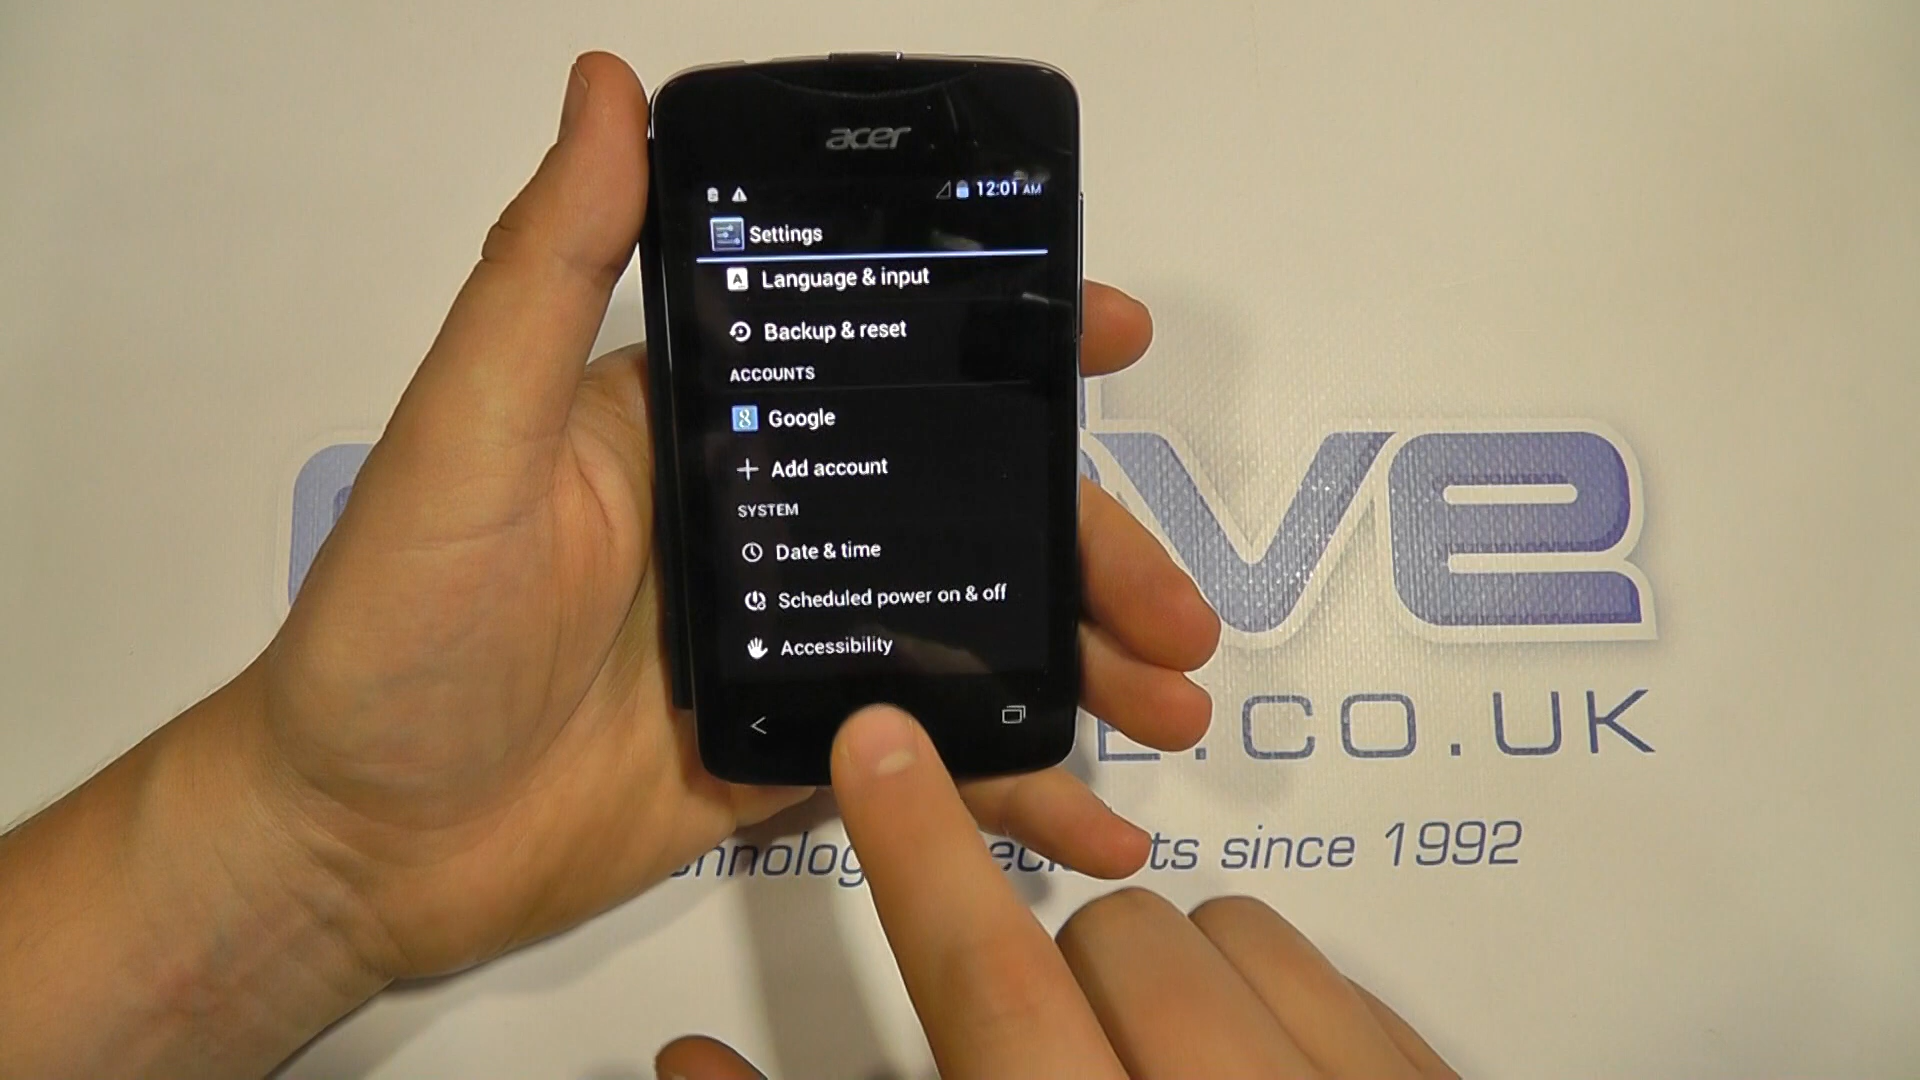 acer
12:01 AM
Settings
Language & input
Backup & reset
ACCOUNTS
Google
Add account
SYSTEM
Date & time
Scheduled power on & off
Accessibility
.CO.UK
since 1992